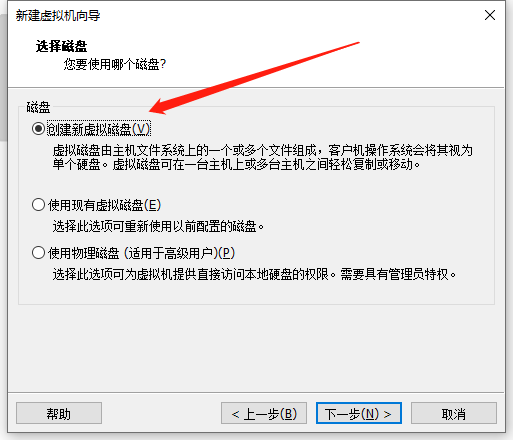 新建虚拟机向导
选择磁盘
您要使用哪个磁盘?
磁盘
创建新虚拟磁盘(V)
虚拟磁盘由主机文件系统上的一个或多个文件组成，客户机操作系统会将其视为
单个硬盘。虚拟磁盘可在一台主机上或多台主机之间轻松复制或移动。
使用现有虚拟磁盘(E)
选择此选项可重新使用以前配置的磁盘。
使用物理磁盘 (适用于高级用户)(P)
选择此选项可为虚拟机提供直接访问本地硬盘的权限。需要具有管理员特权。
帮助
< 上一步(B)
下一步(N) >
取消